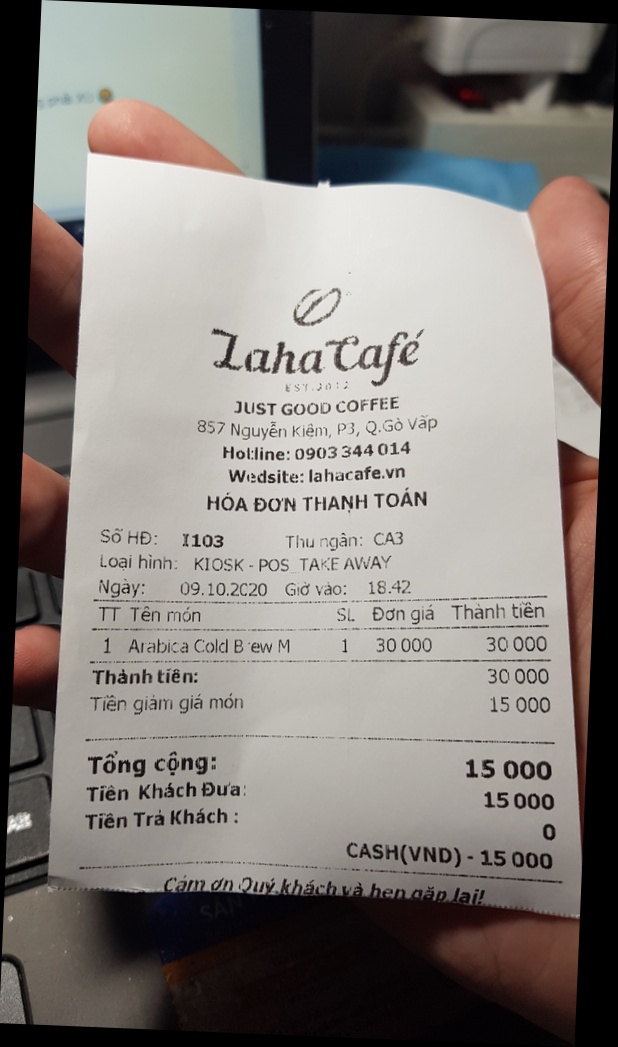 Laha Café
EST.2012
JUST GOOD COFFEE
857 Nguyễn Kiệm, P3, Q.Gò Vấp
Hotline: 0903 344 014
Wedsite: lahacafe.vn
HÓA ĐƠN THANH TOÁN
Số HĐ: I103 Thu ngân: CA3
Loại hình: KIOSK - POS_TAKE AWAY
Ngày: 09.10.2020 Giờ vào: 18.42
TT Tên món SL Đơn giá Thành tiền
1 Arabica Cold Brew M 1 30 000 30 000
Thành tiền: 30 000
Tiền giảm giá món 15 000
Tổng cộng: 15 000
Tiền Khách Đưa: 15 000
Tiền Trả Khách : 0
CASH(VND) - 15 000
Cảm ơn Quý khách và hẹn gặp lại!